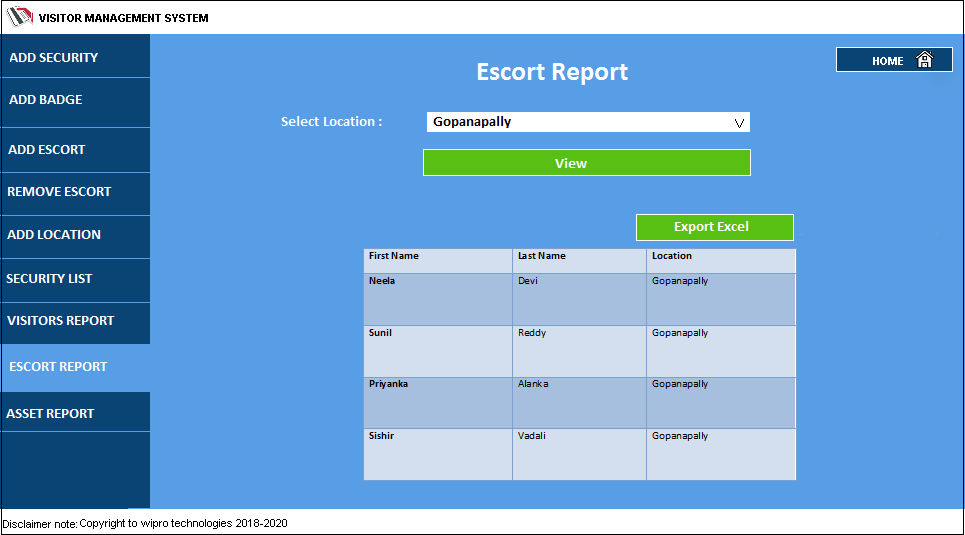 VISITOR MANAGEMENT SYSTEM
ADD SECURITY
ADD BADGE
ADD ESCORT
REMOVE ESCORT
ADD LOCATION
SECURITY LIST
VISITORS REPORT
ESCORT REPORT
ASSET REPORT
HOME
Escort Report
Select Location : Gopanapally
View
Export Excel
First Name Last Name Location
Neela Devi Gopanapally
Sunil Reddy Gopanapally
Priyanka Alanka Gopanapally
Sishir Vadali Gopanapally
Disclaimer note: Copyright to wipro technologies 2018-2020